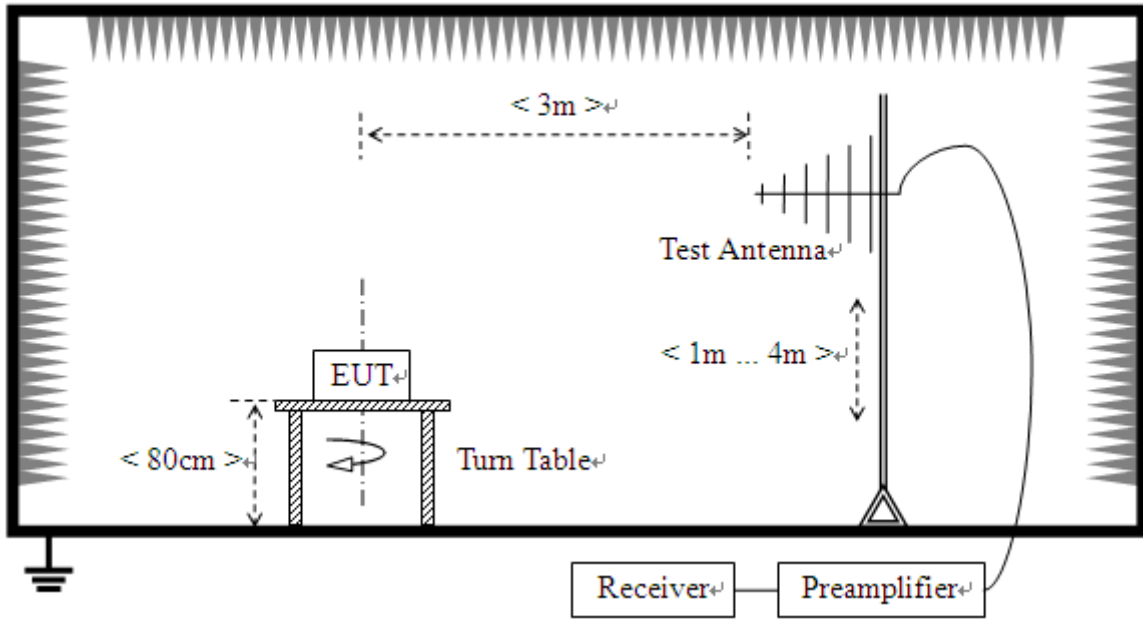 < 3m >↵
Test Antenna↵
< 1m ... 4m >↵
EUT↵
< 80cm >↵
Turn Table↵
Receiver↵
Preamplifier↵